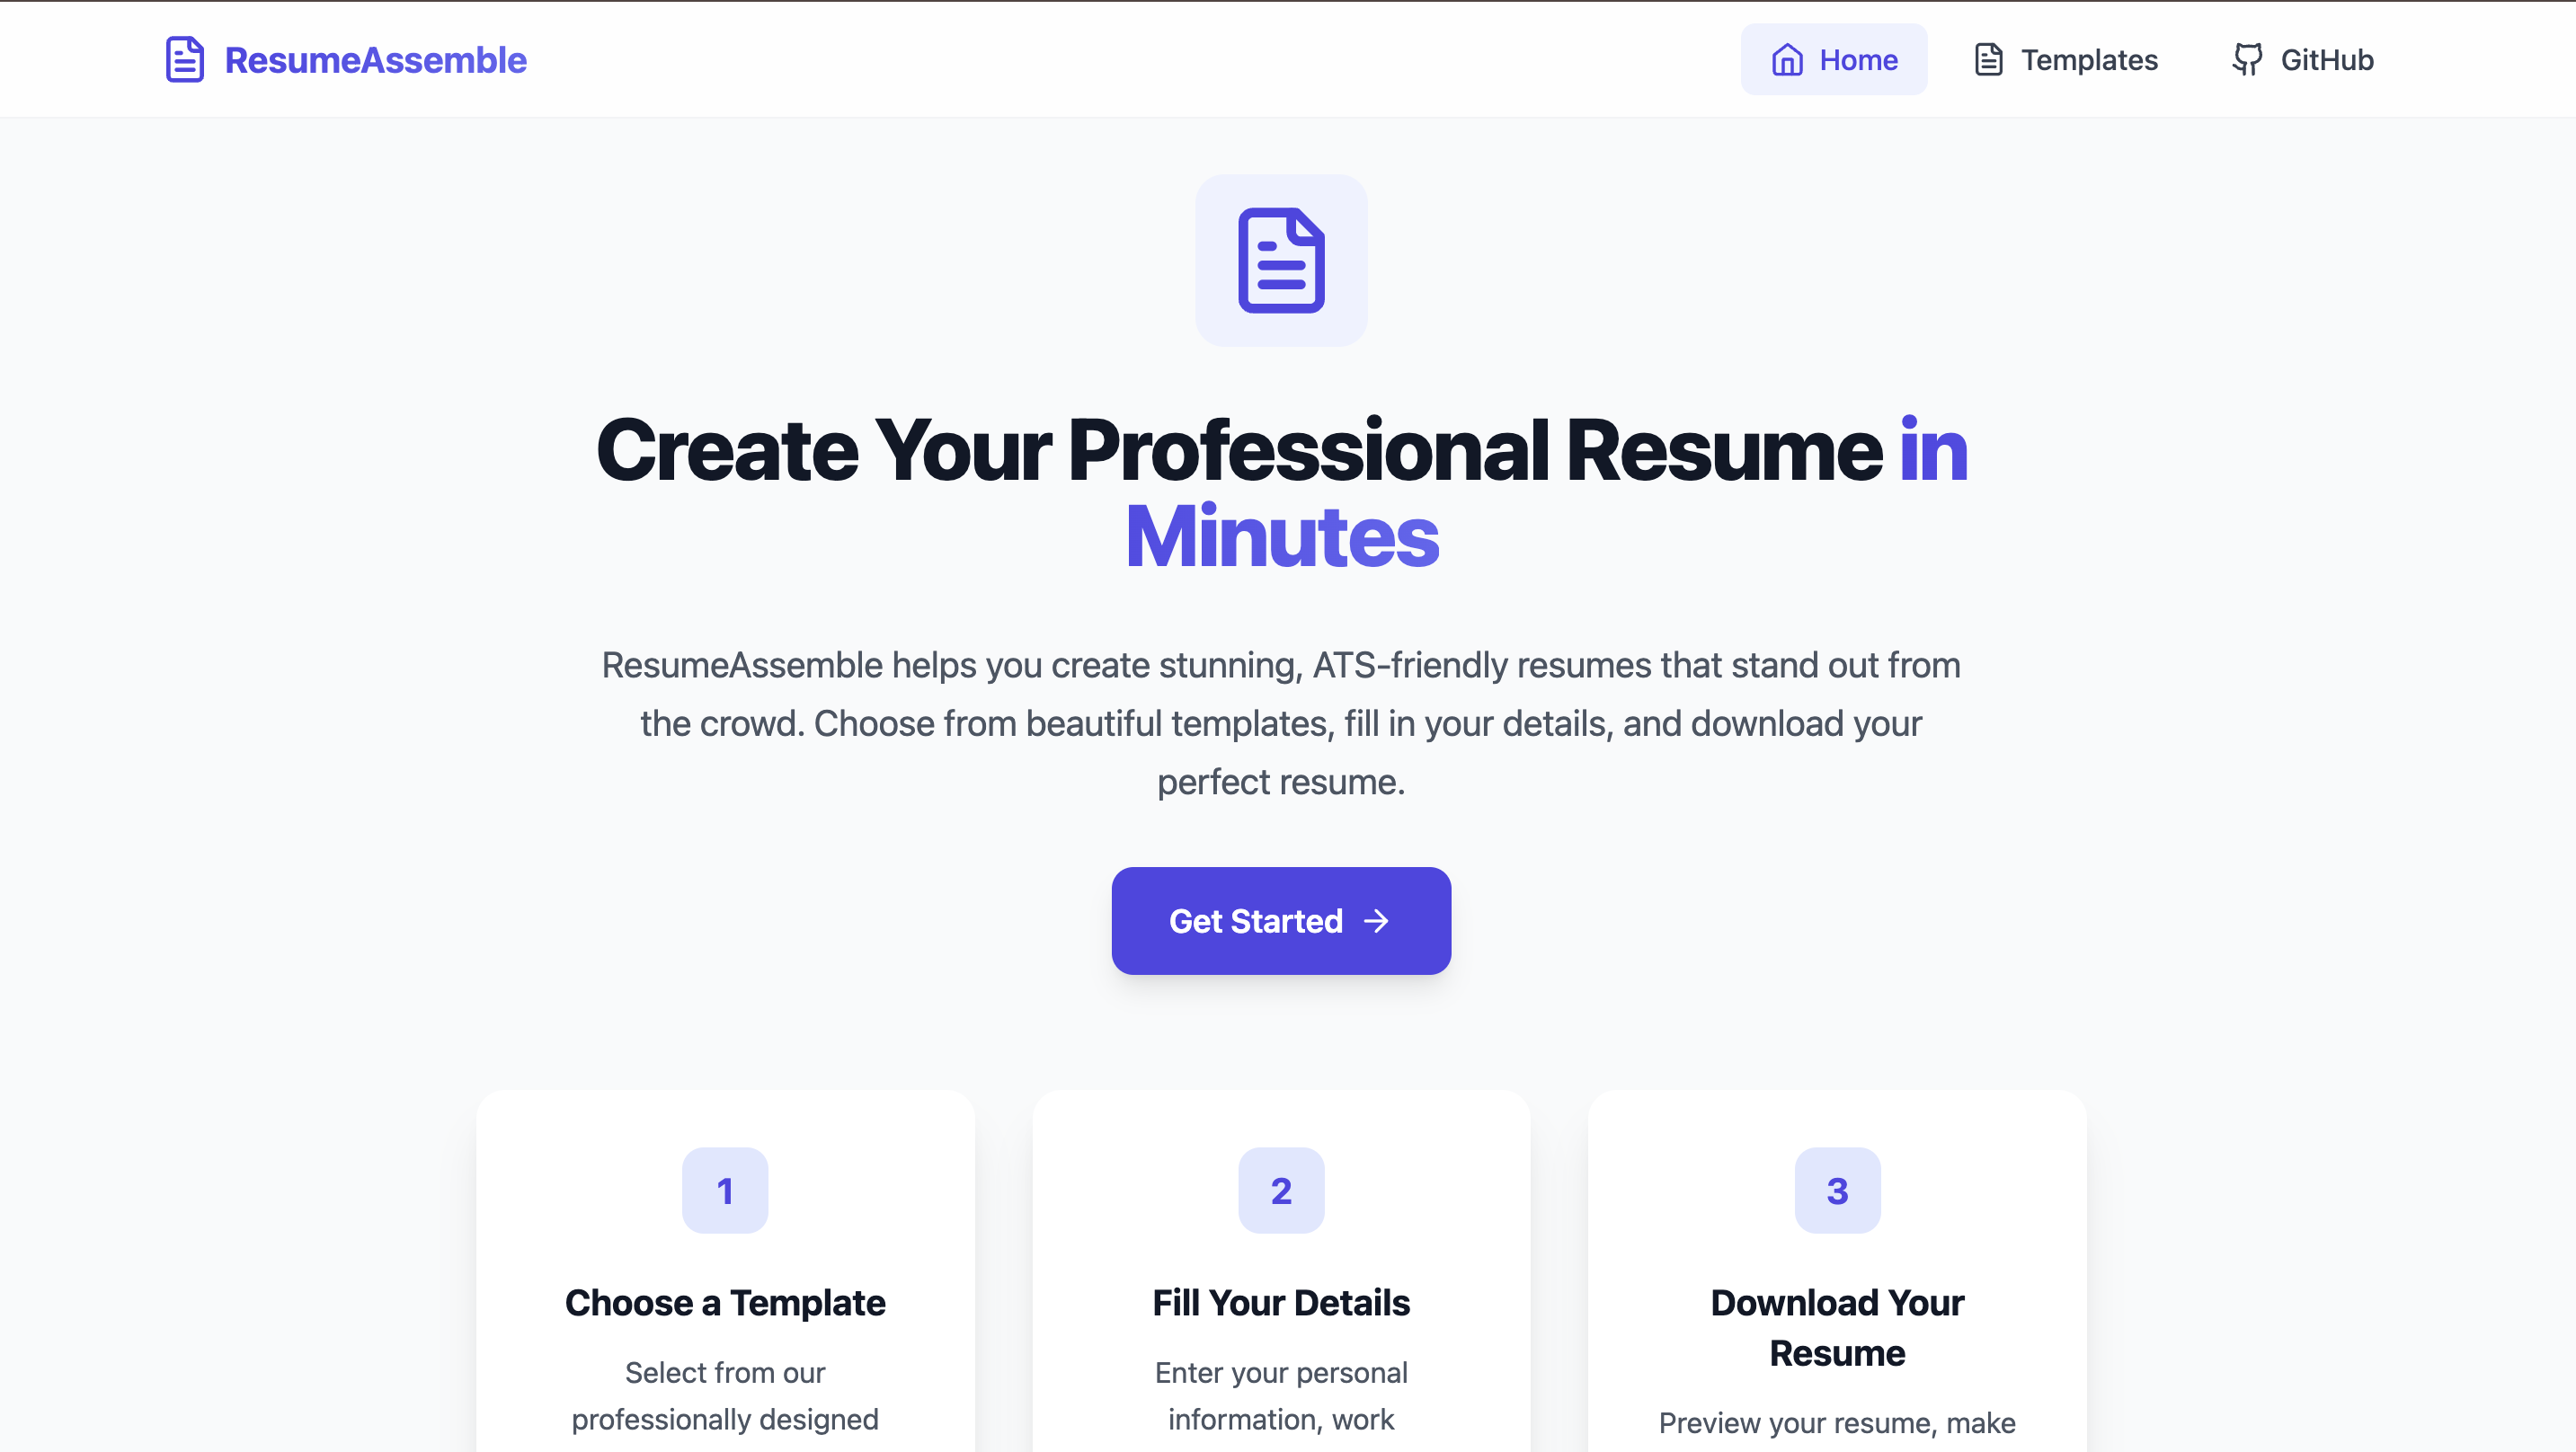 ResumeAssemble
Home
Templates
GitHub
Create Your Professional Resume in
Minutes
ResumeAssemble helps you create stunning, ATS-friendly resumes that stand out from
the crowd. Choose from beautiful templates, fill in your details, and download your
perfect resume.
Get Started
1
Choose a Template
Select from our
professionally designed
2
Fill Your Details
Enter your personal
information, work
3
Download Your
Resume
Preview your resume, make